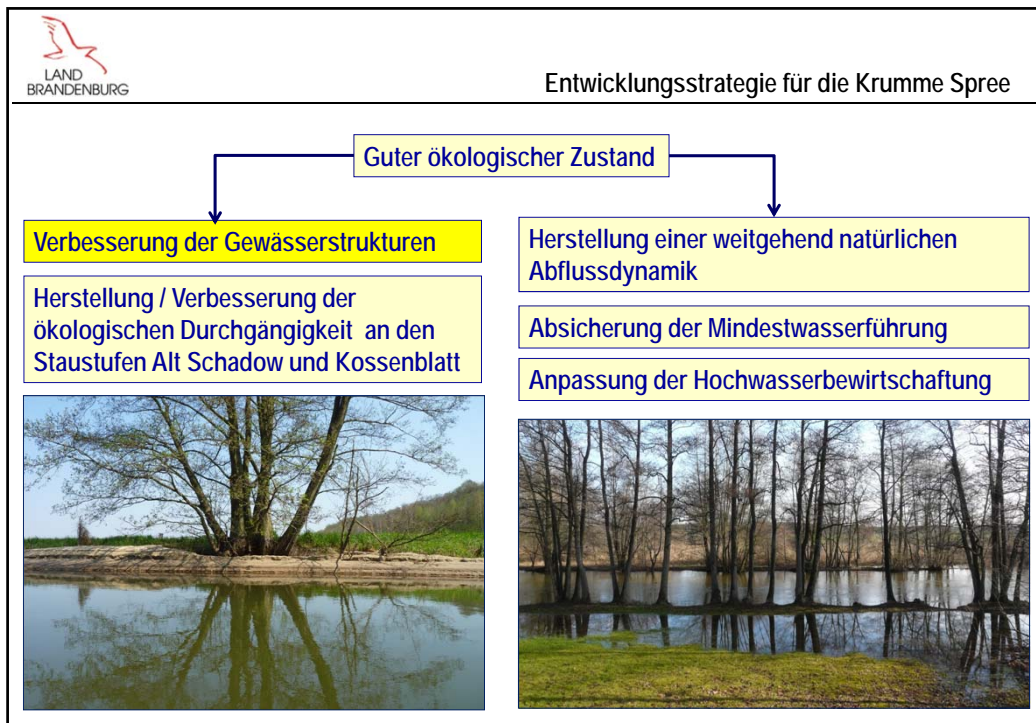 LAND
BRANDENBURG
Entwicklungsstrategie für die Krumme Spree
Guter ökologischer Zustand
Verbesserung der Gewässerstrukturen
Herstellung / Verbesserung der
ökologischen Durchgängigkeit an den
Staustufen Alt Schadow und Kossenblatt
Herstellung einer weitgehend natürlichen
Abflussdynamik
Absicherung der Mindestwasserführung
Anpassung der Hochwasserbewirtschaftung